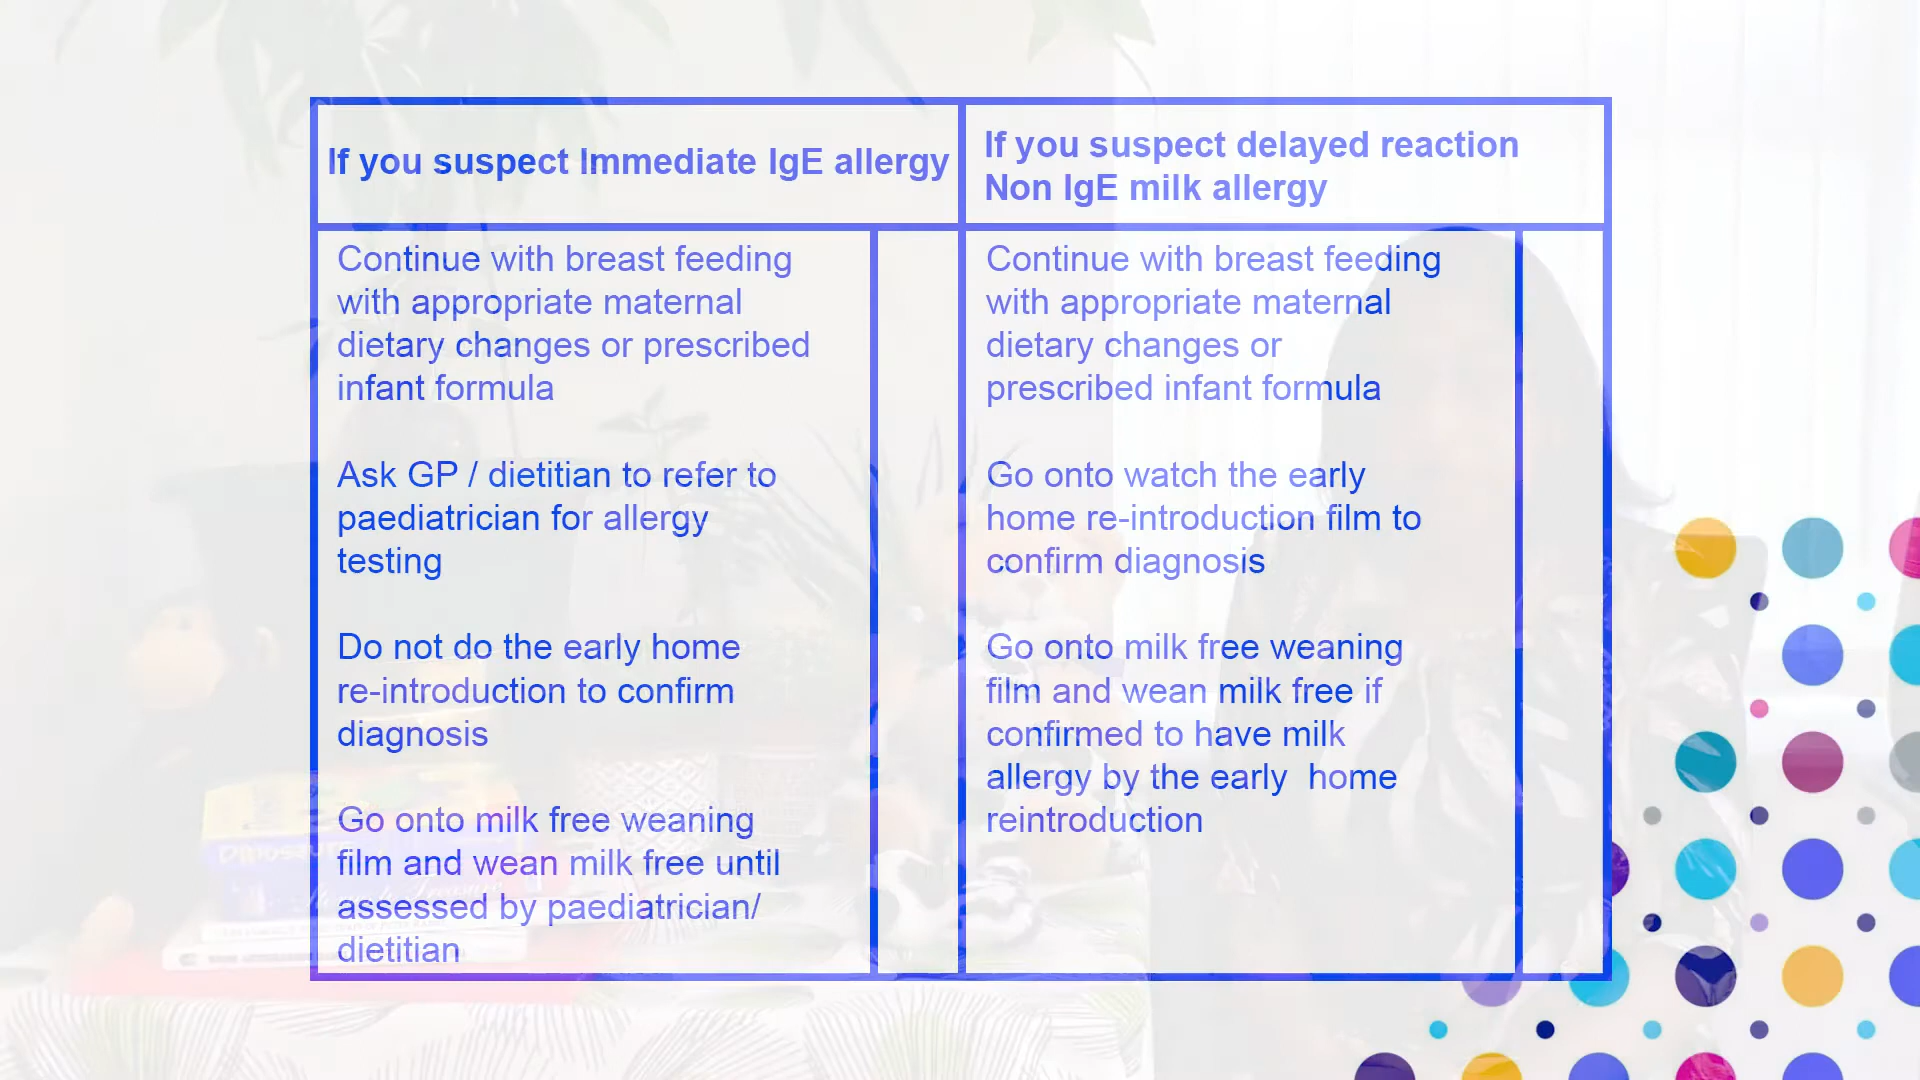 If you suspect Immediate IgE allergy
If you suspect delayed reaction
Non IgE milk allergy
Continue with breast feeding
with appropriate maternal
dietary changes or prescribed
infant formula
Ask GP / dietitian to refer to
paediatrician for allergy
testing
Do not do the early home
re-introduction to confirm
diagnosis
Go onto milk free weaning
film and wean milk free until
assessed by paediatrician/
dietitian
Continue with breast feeding
with appropriate maternal
dietary changes or
prescribed infant formula
Go onto watch the early
home re-introduction film to
confirm diagnosis
Go onto milk free weaning
film and wean milk free if
confirmed to have milk
allergy by the early  home
reintroduction